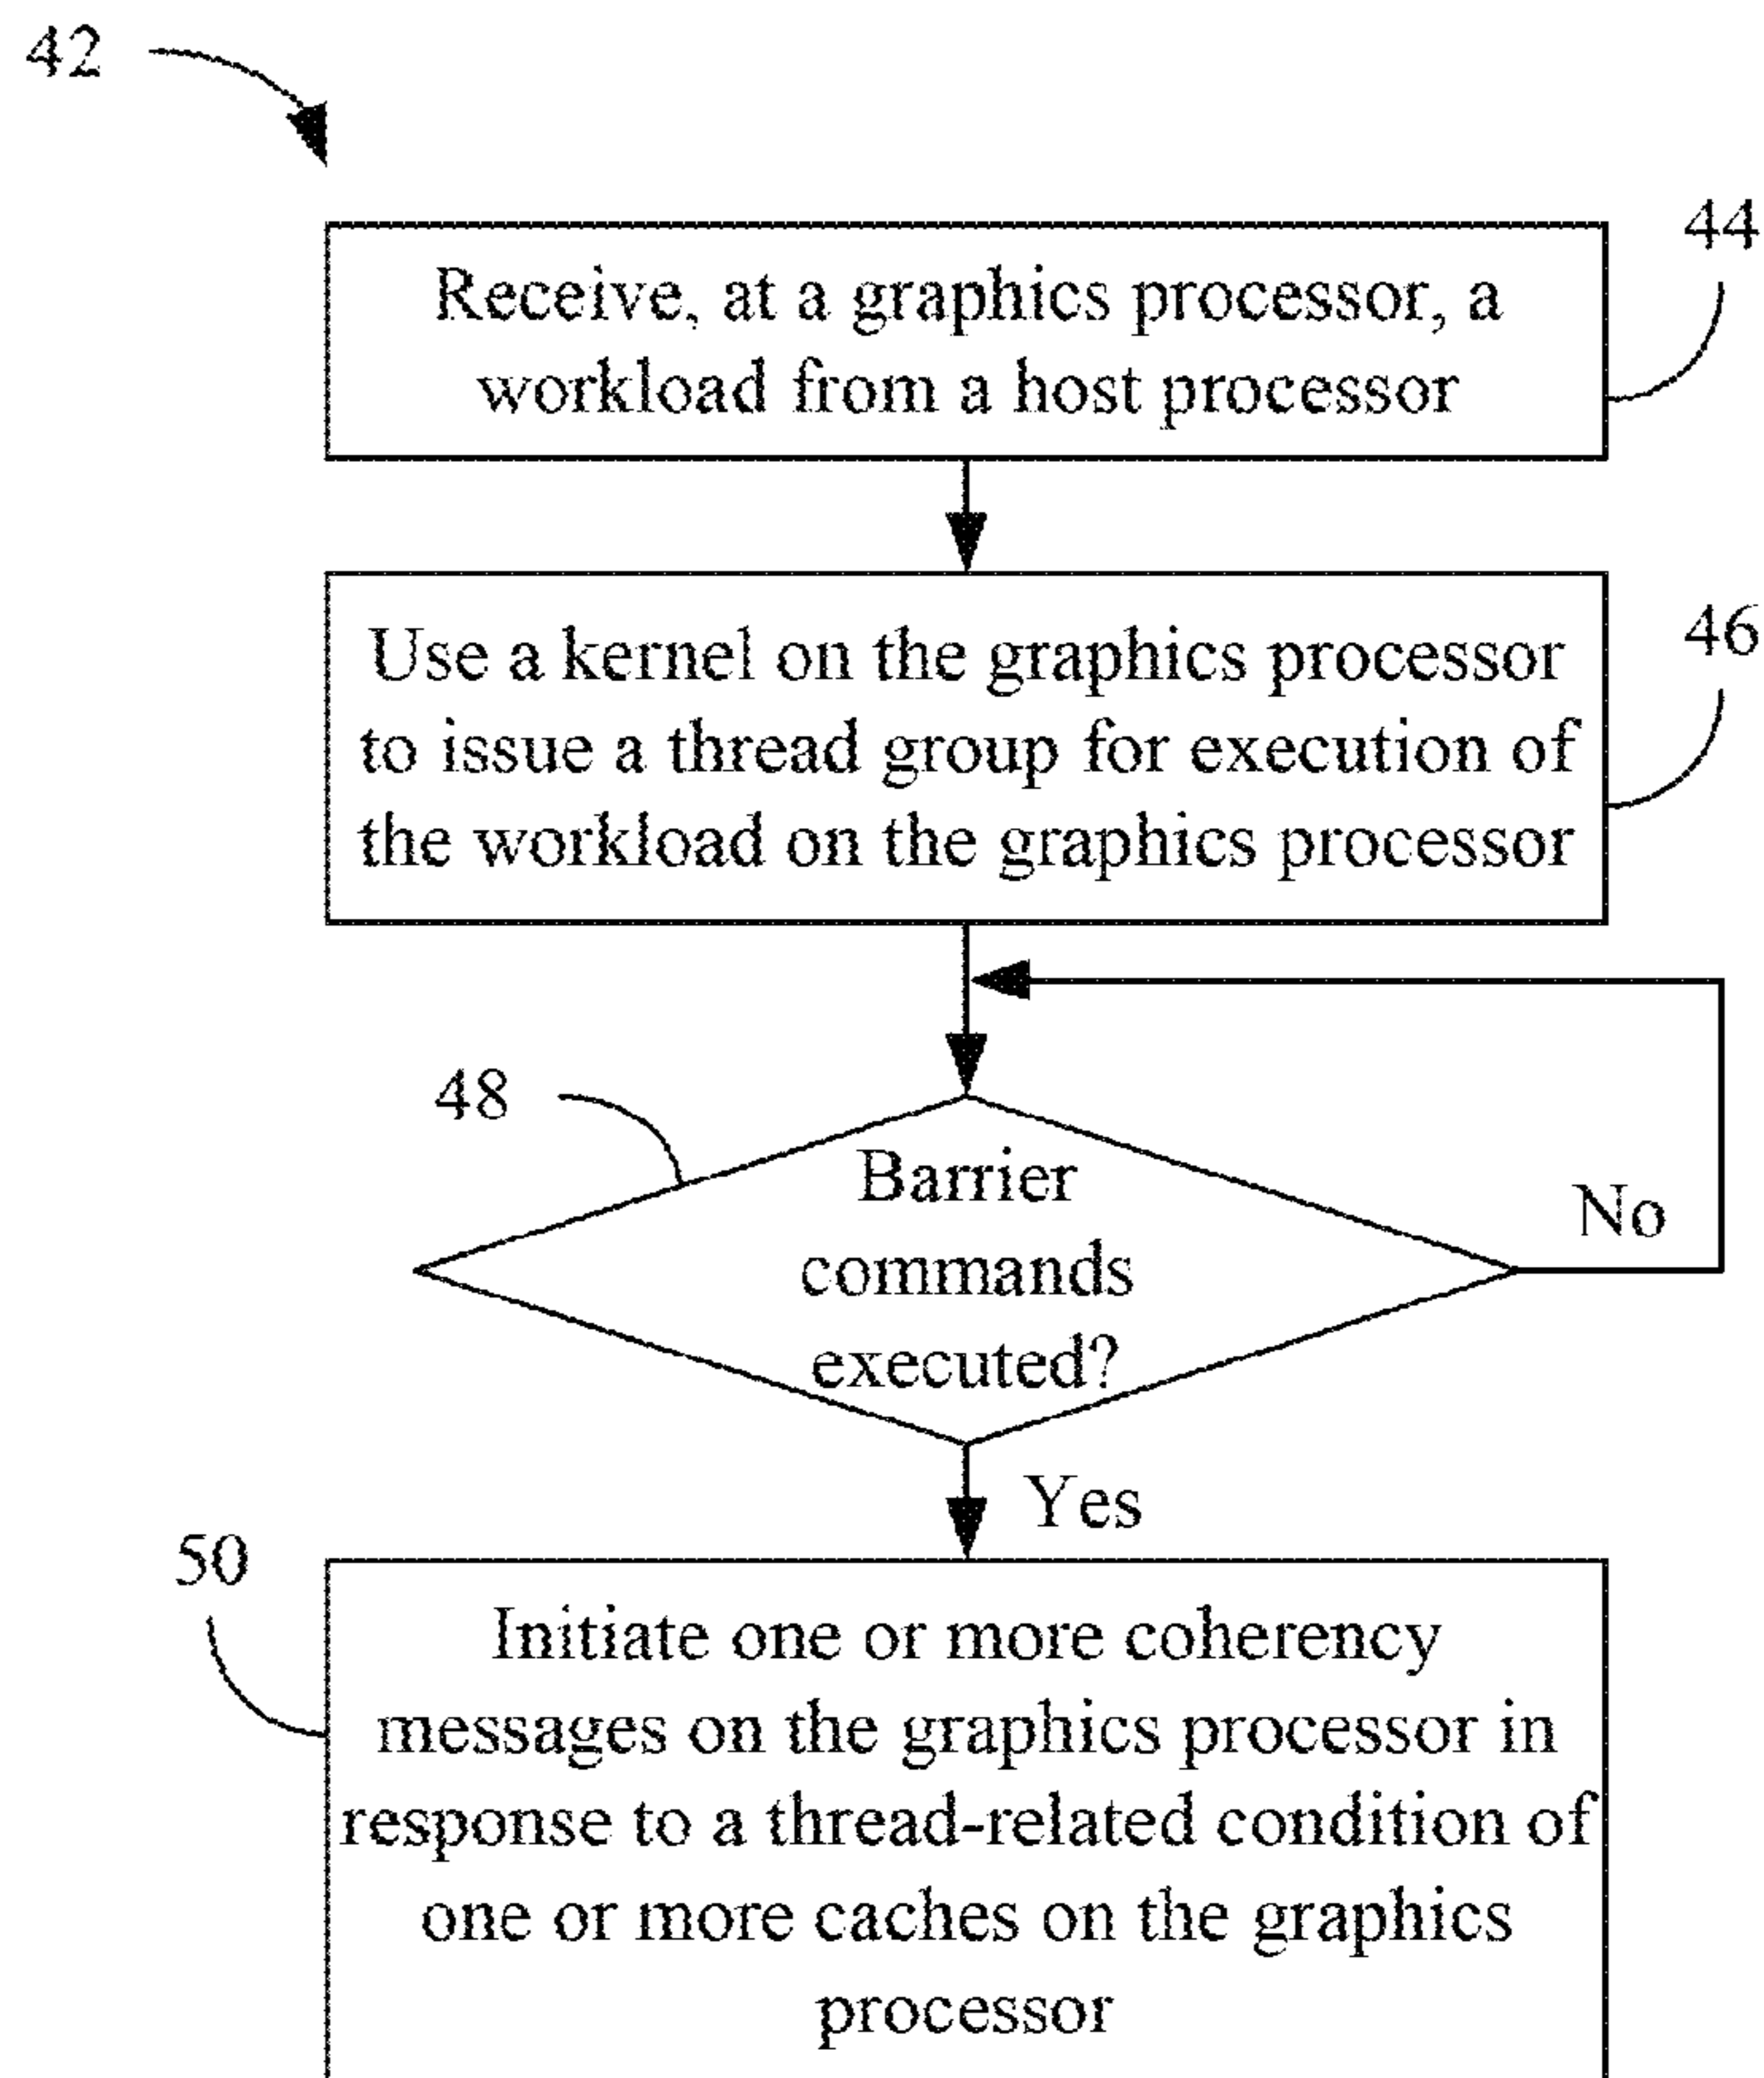 42
44
Receive, at a graphics processor, a
workload from a host processor
46
Use a kernel on the graphics processor
to issue a thread group for execution of
the workload on the graphics processor
48
Barrier
commands
executed?
No
Yes
50
Initiate one or more coherency
messages on the graphics processor in
response to a thread-related condition of
one or more caches on the graphics
processor